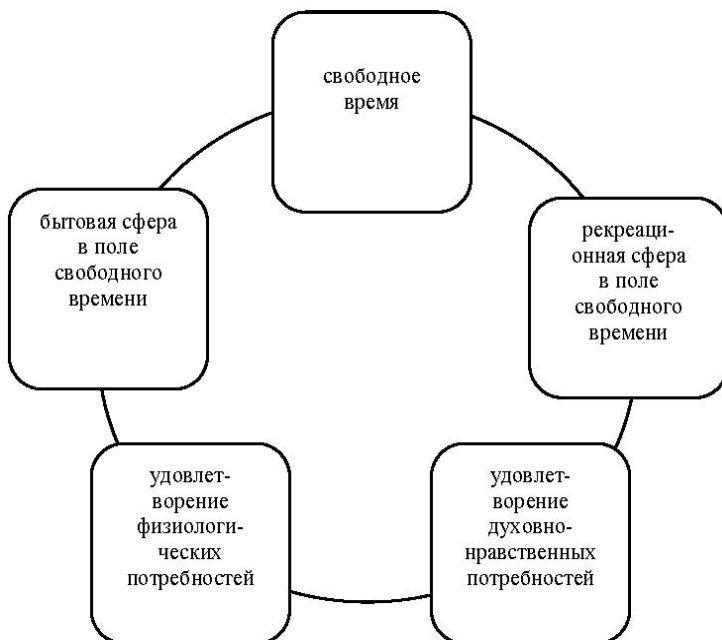 свободное
время
бытовая сфера
в поле
свободного
времени
рекреаци-
онная сфера
в поле
свободного
времени
удовлет-
ворение
физиологи-
ческих
потребностей
удовлет-
ворение
духовно-
нравственных
потребностей